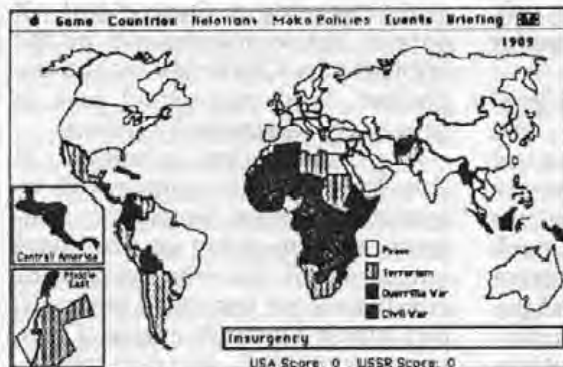 Game Countries Relations Make Policies Events Briefing
1989
Central America
Middle
East
Peace
Terrorism
Guerrilla War
Civil War
Insurgency
USA Score: 0 USSR Score: 0